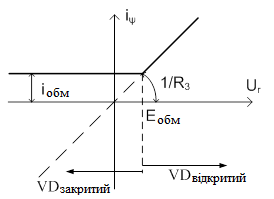 iψ
iобм
1/R3
Uг
Eобм
VDзакритий
VDвідкритий